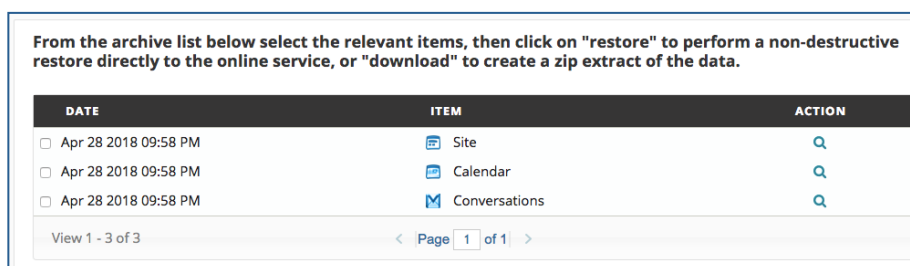 From the archive list below select the relevant items, then click on "restore" to perform a non-destructive
restore directly to the online service, or "download" to create a zip extract of the data.
DATE ITEM ACTION
Apr 28 2018 09:58 PM Site
Apr 28 2018 09:58 PM Calendar
Apr 28 2018 09:58 PM Conversations
View 1 - 3 of 3 Page 1 of 1